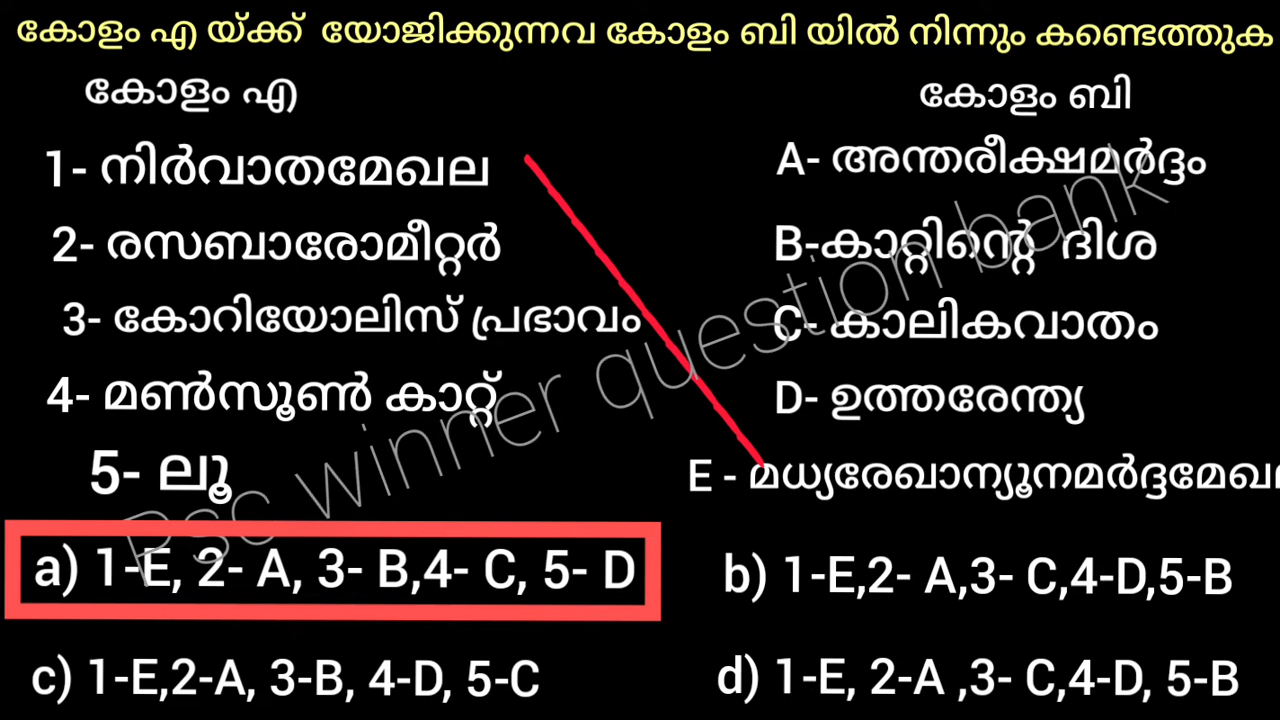 കോളം എ യ്ക്ക് യോജിക്കുന്നവ കോളം ബി യിൽ നിന്നും കണ്ടെത്തുക
കോളം എ
കോളം ബി
1- നിർവാതമേഖല
A- അന്തരീക്ഷമർദ്ദം
2- രസബാരോമീറ്റർ
B-കാറ്റിന്റെ ദിശ
3- കോറിയോലിസ് പ്രഭാവം
C- കാലികവാതം
4- മൺസൂൺ കാറ്റ്
D- ഉത്തരേന്ത്യ
5- ലൂ
E - മധ്യരേഖാന്യൂനമർദ്ദമേഖല
Psc winner question bank
a) 1-E, 2- A, 3- B,4- C, 5- D
b) 1-E,2- A,3- C,4-D,5-B
c) 1-E,2-A, 3-B, 4-D, 5-C
d) 1-E, 2-A ,3- C,4-D, 5-B